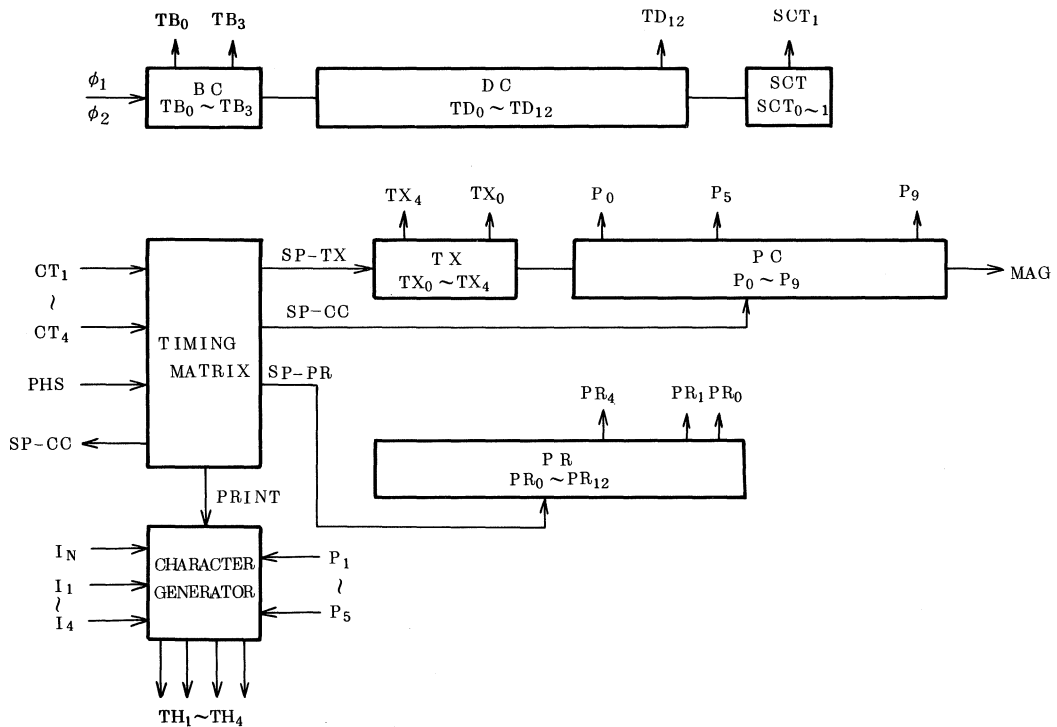 TB₀ TB₃ TD₁₂ SCT₁
ϕ₁
ϕ₂
BC
TB₀~TB₃
DC
TD₀~TD₁₂
SCT
SCT₀~₁
TX₄ TX₀ P₀ P₅ P₉
CT₁
~
CT₄
PHS
SP-CC
TIMING
MATRIX
SP-TX
SP-CC
SP-PR
TX
TX₀~TX₄
PC
P₀~P₉
MAG
PR₄ PR₁ PR₀
PR
PR₀~PR₁₂
PRINT
I_N
I₁
~
I₄
CHARACTER
GENERATOR
P₁
~
P₅
TH₁~TH₄